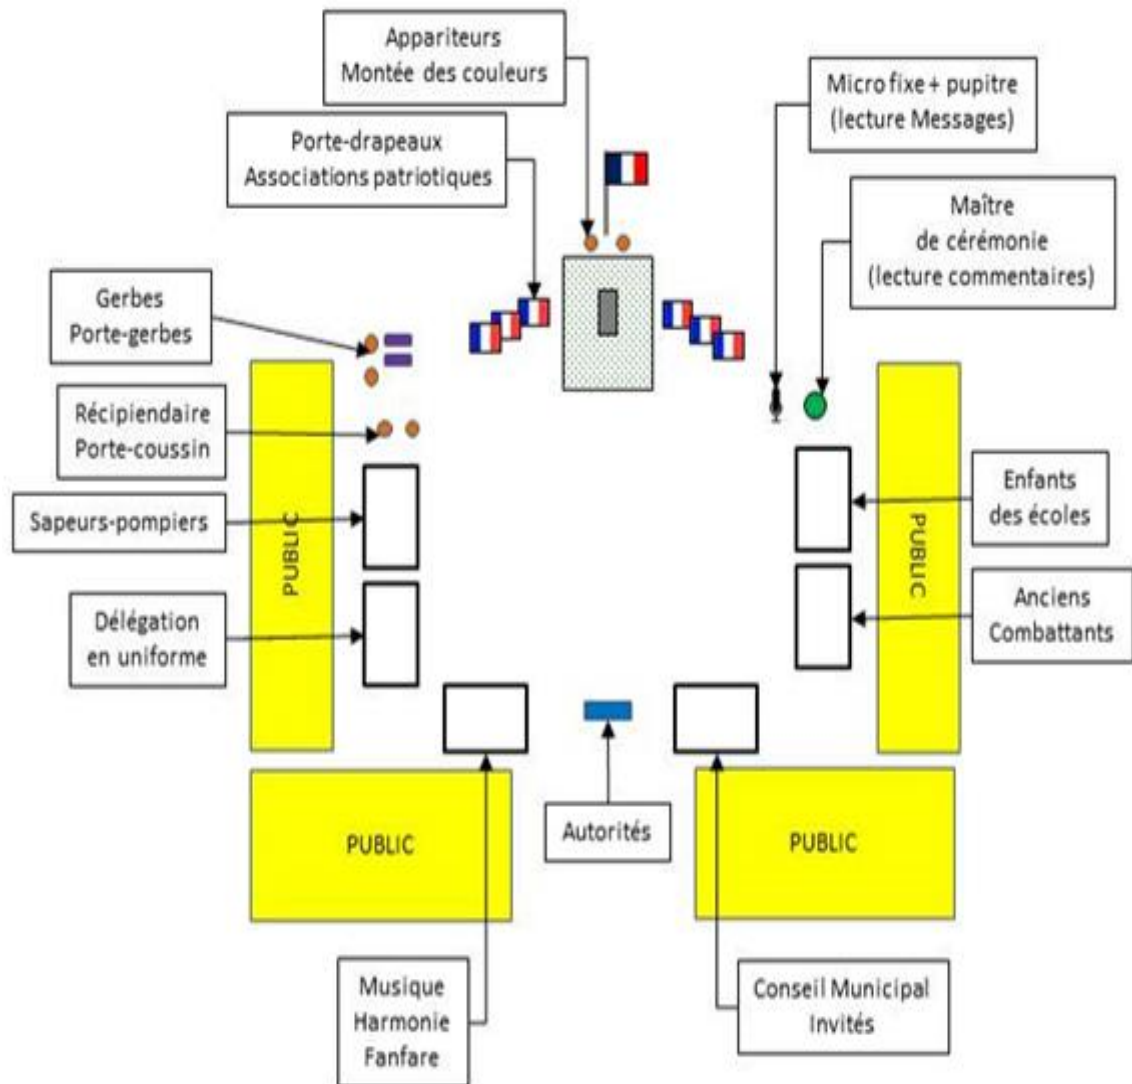 Appariteurs
Montée des couleurs
Micro fixe + pupitre
(lecture Messages)
Porte-drapeaux
Associations patriotiques
Maître
de cérémonie
(lecture commentaires)
Gerbes
Porte-gerbes
Récipiendaire
Porte-coussin
Sapeurs-pompiers
Délégation
en uniforme
PUBLIC
PUBLIC
Enfants
des écoles
Anciens
Combattants
PUBLIC
Autorités
PUBLIC
Musique
Harmonie
Fanfare
Conseil Municipal
Invités